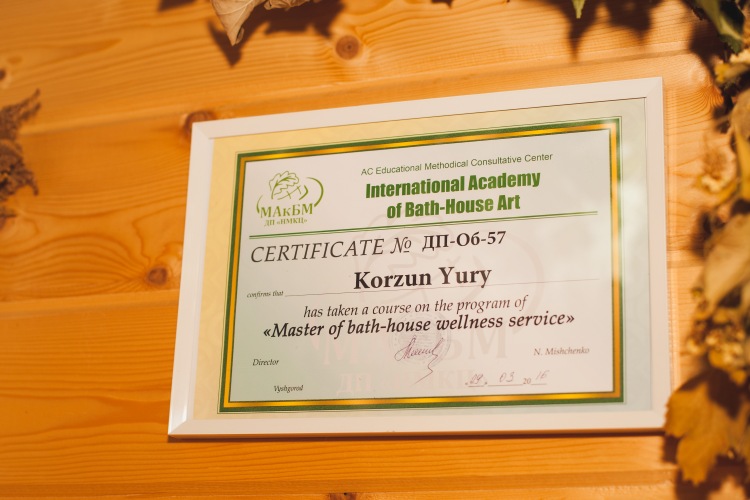 AC Educational Methodical Consultative Center
International Academy
of Bath-House Art
МАкБМ
ДП «НМКЦ»
CERTIFICATE № ДП-Об-57
confirms that Korzun Yury
has taken a course on the program of
«Master of bath-house wellness service»
Director N. Mishchenko
Vyshgorod 03 2016